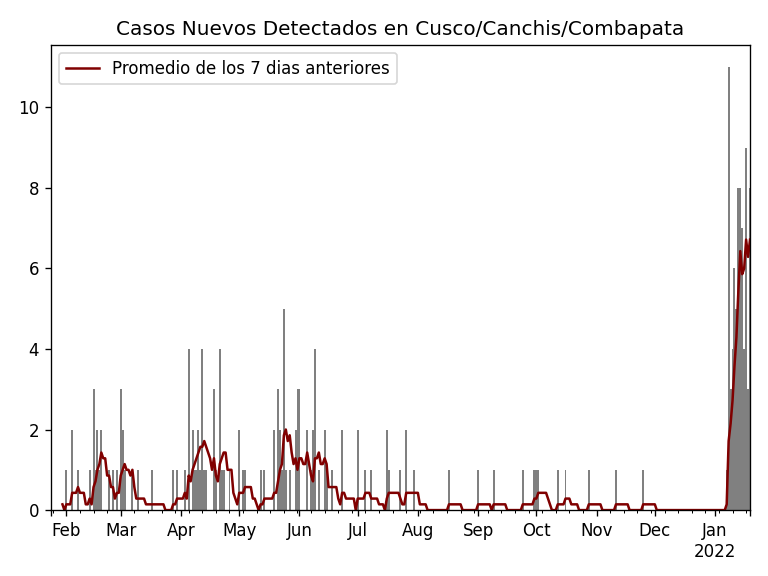 Casos Nuevos Detectados en Cusco/Canchis/Combapata
Promedio de los 7 dias anteriores
10
8
6
4
2
0
Feb Mar Apr May Jun Jul Aug Sep Oct Nov Dec Jan
2022